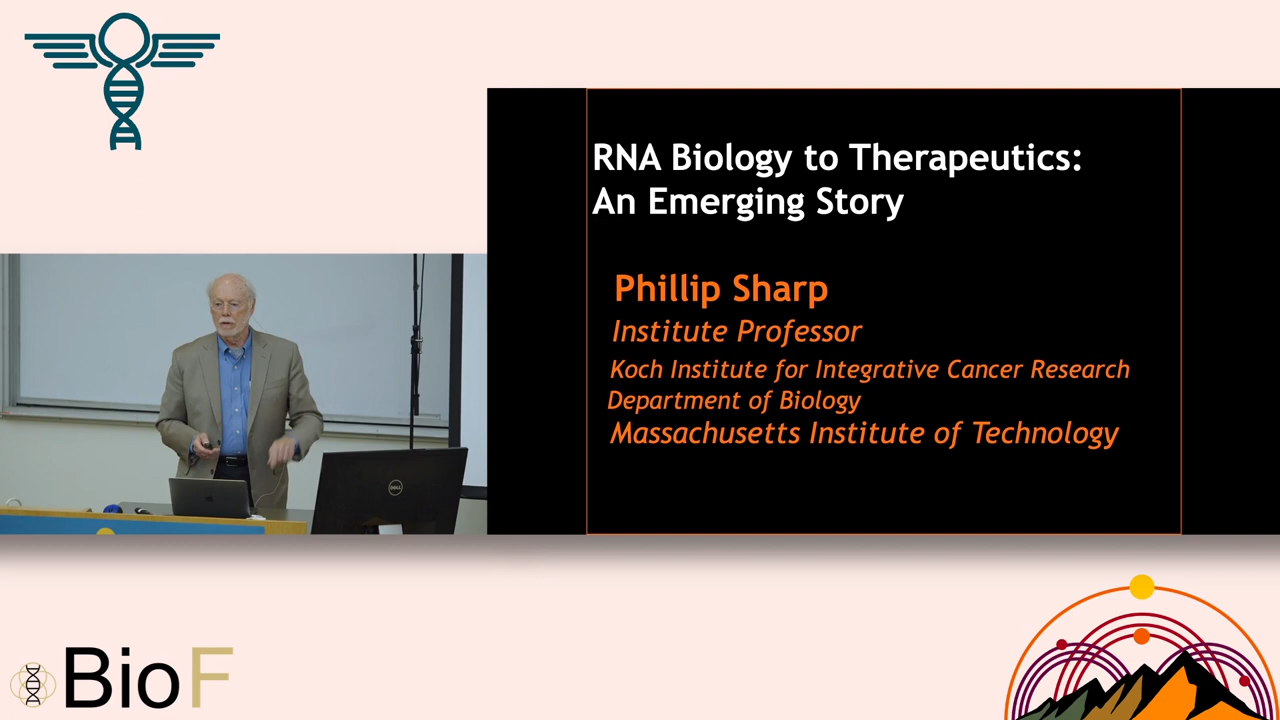 RNA Biology to Therapeutics:
An Emerging Story
Phillip Sharp
Institute Professor
Koch Institute for Integrative Cancer Research
Department of Biology
Massachusetts Institute of Technology
DELL
BioF